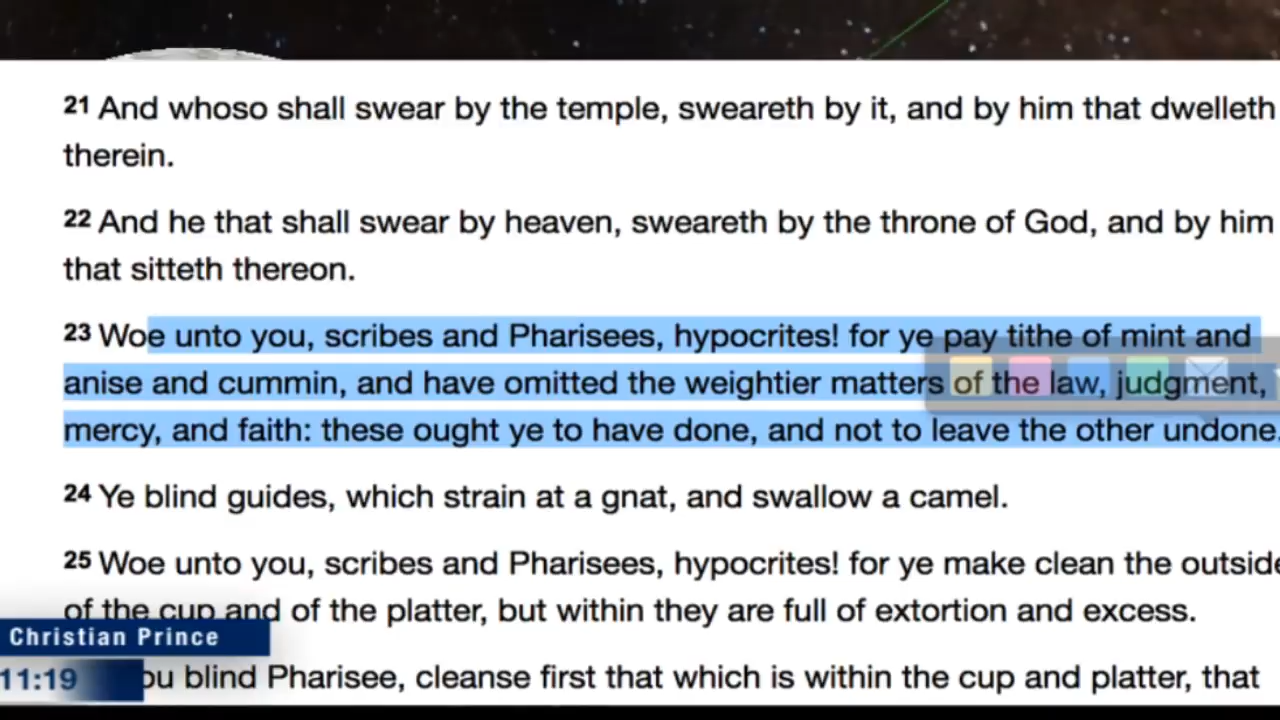 21 And whoso shall swear by the temple, sweareth by it, and by him that dwelleth
therein.
22 And he that shall swear by heaven, sweareth by the throne of God, and by him
that sitteth thereon.
23 Woe unto you, scribes and Pharisees, hypocrites! for ye pay tithe of mint and
anise and cummin, and have omitted the weightier matters of the law, judgment,
mercy, and faith: these ought ye to have done, and not to leave the other undone.
24 Ye blind guides, which strain at a gnat, and swallow a camel.
25 Woe unto you, scribes and Pharisees, hypocrites! for ye make clean the outside
of the cup and of the platter, but within they are full of extortion and excess.
Christian Prince
ou blind Pharisee, cleanse first that which is within the cup and platter, that
11:19